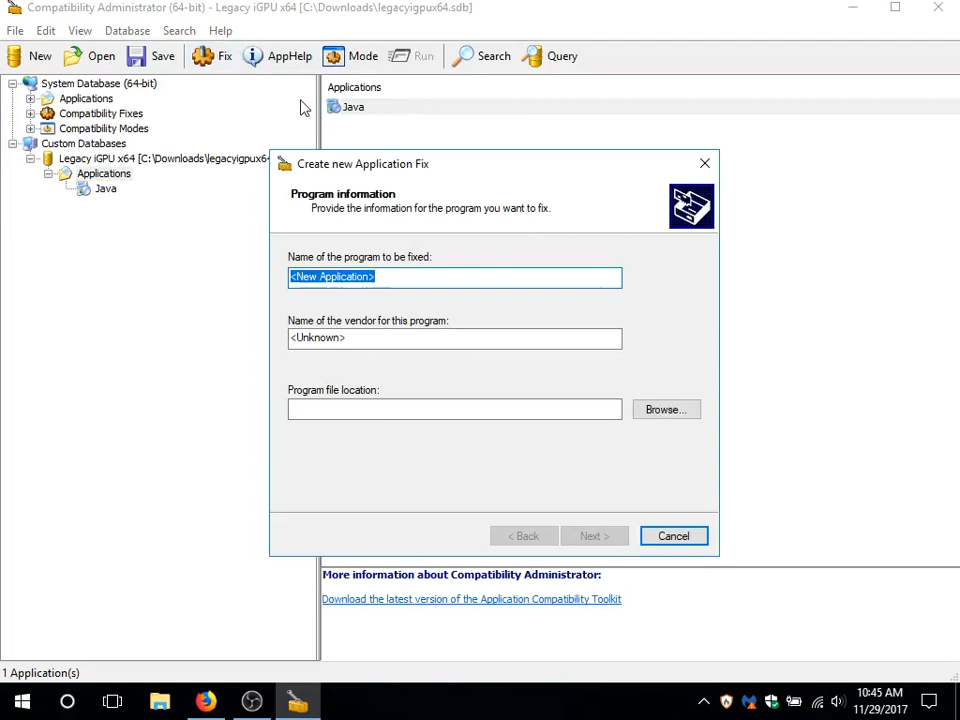 Compatibility Administrator (64-bit) - Legacy iGPU x64 [C:\Downloads\legacyigpux64.sdb]
File Edit View Database Search Help
New Open Save Fix AppHelp Mode Run Search Query
System Database (64-bit)
Applications
Compatibility Fixes
Compatibility Modes
Custom Databases
Legacy iGPU x64 [C:\Downloads\legacyigpux6
Applications
Java
Applications
Java
Create new Application Fix
Program information
Provide the information for the program you want to fix.
Name of the program to be fixed:
<New Application>
Name of the vendor for this program:
<Unknown>
Program file location:
Browse...
< Back Next > Cancel
More information about Compatibility Administrator:
Download the latest version of the Application Compatibility Toolkit
1 Application(s)
10:45 AM
11/29/2017